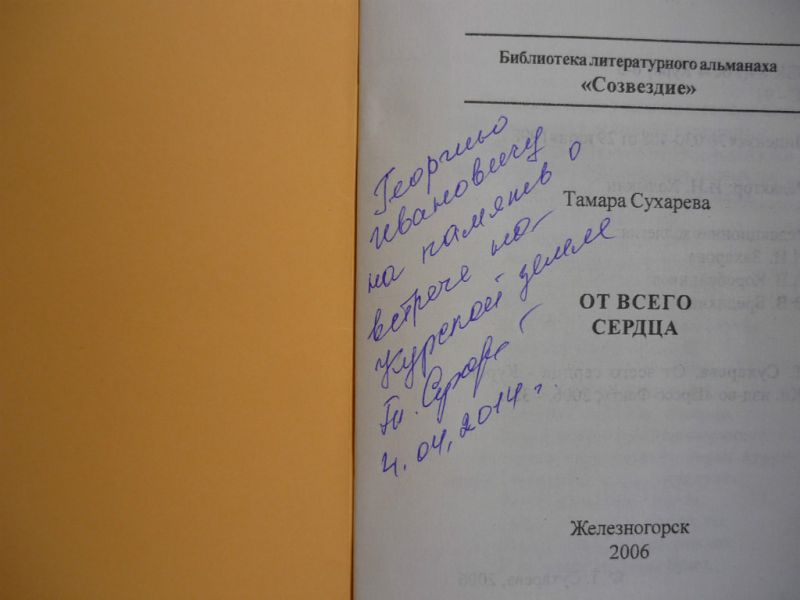 Библиотека литературного альманаха
«Созвездие»
Георгию
Ивановичу
на память о
встрече на
Курской земле
Т. Сухарева
4.04.2014 г.
Тамара Сухарева
ОТ ВСЕГО
СЕРДЦА
Железногорск
2006